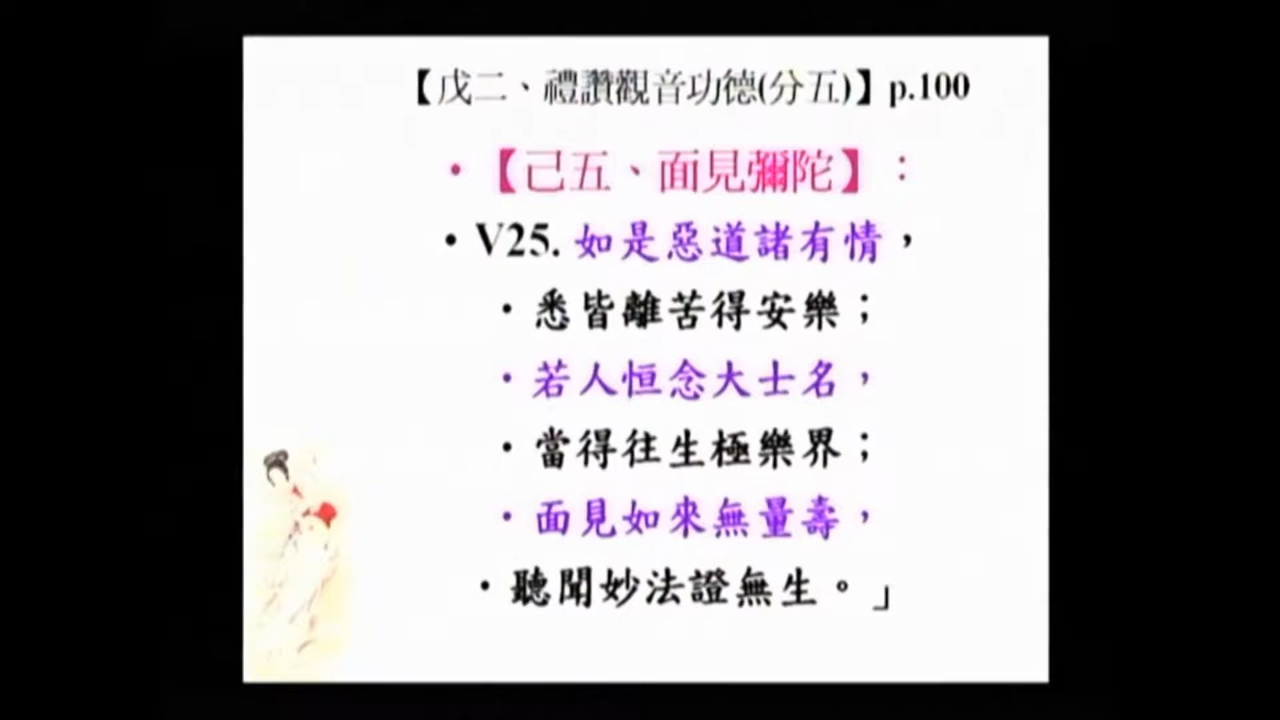 【戊二、禮讚觀音功德(分五)】p.100
•【己五、面見彌陀】：
• V25. 如是惡道諸有情，
• 悉皆離苦得安樂；
• 若人恒念大士名，
• 當得往生極樂界；
• 面見如來無量壽，
• 聽聞妙法證無生。」